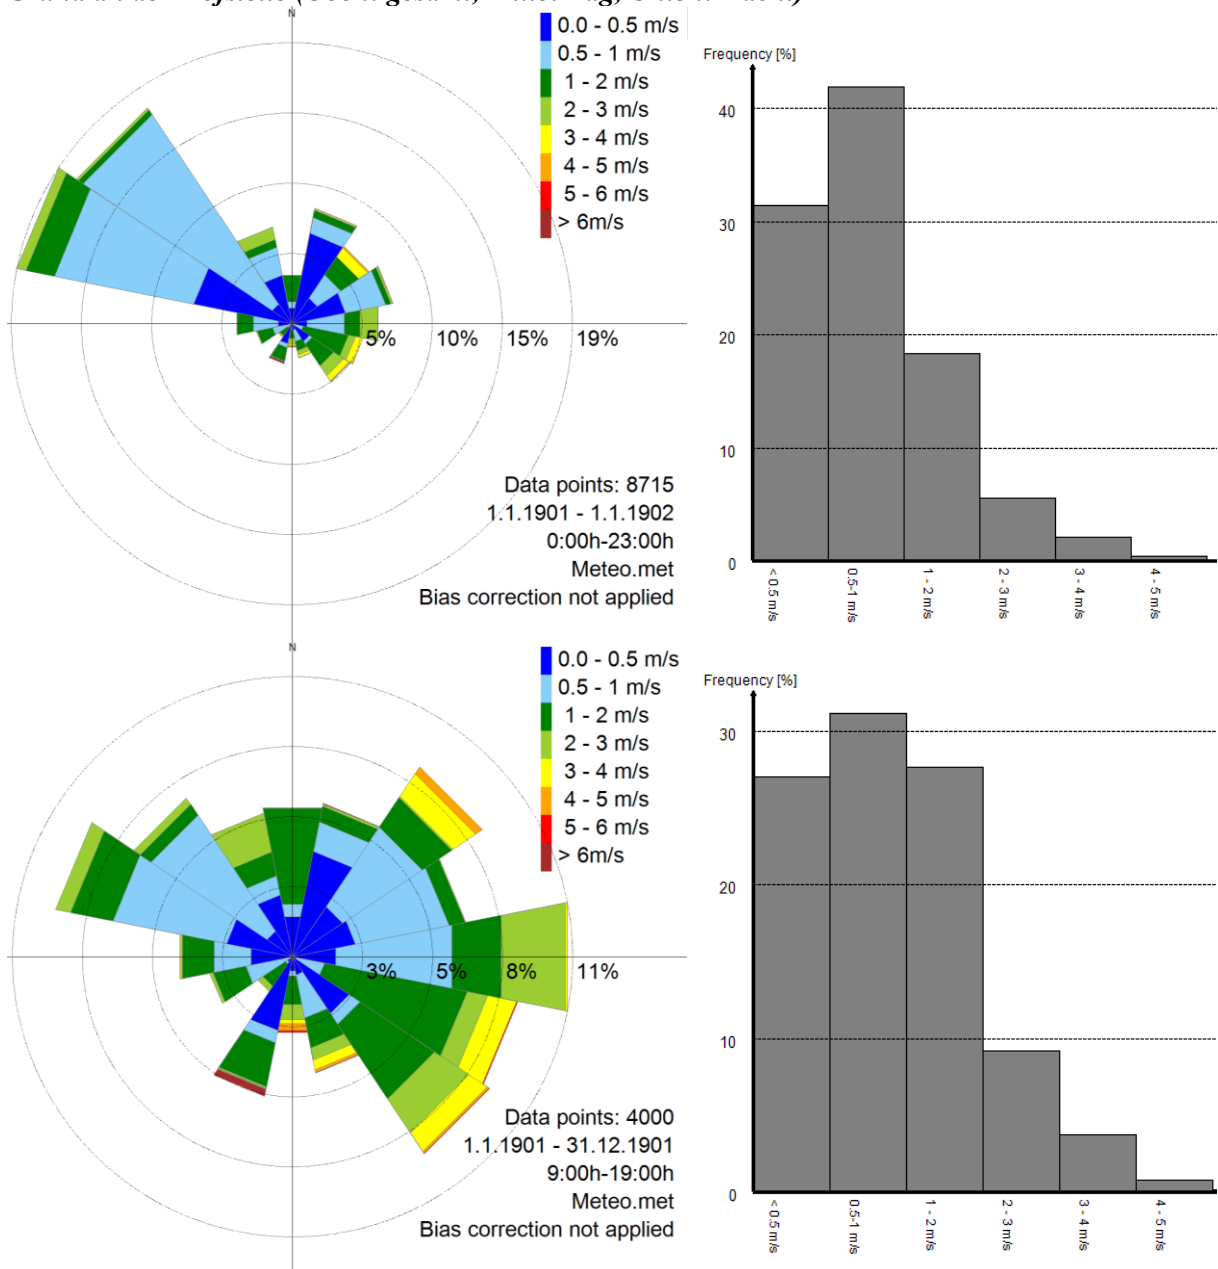 N
0.0 - 0.5 m/s
0.5 - 1 m/s
1 - 2 m/s
2 - 3 m/s
3 - 4 m/s
4 - 5 m/s
5 - 6 m/s
> 6m/s
5%
10%
15%
19%
Data points: 8715
1.1.1901 - 1.1.1902
0:00h-23:00h
Meteo.met
Bias correction not applied
Frequency [%]
40
30
20
10
0
< 0.5 m/s
0.5-1 m/s
1 - 2 m/s
2 - 3 m/s
3 - 4 m/s
4 - 5 m/s
N
0.0 - 0.5 m/s
0.5 - 1 m/s
1 - 2 m/s
2 - 3 m/s
3 - 4 m/s
4 - 5 m/s
5 - 6 m/s
> 6m/s
3%
5%
8%
11%
Data points: 4000
1.1.1901 - 31.12.1901
9:00h-19:00h
Meteo.met
Bias correction not applied
Frequency [%]
30
20
10
0
< 0.5 m/s
0.5-1 m/s
1 - 2 m/s
2 - 3 m/s
3 - 4 m/s
4 - 5 m/s